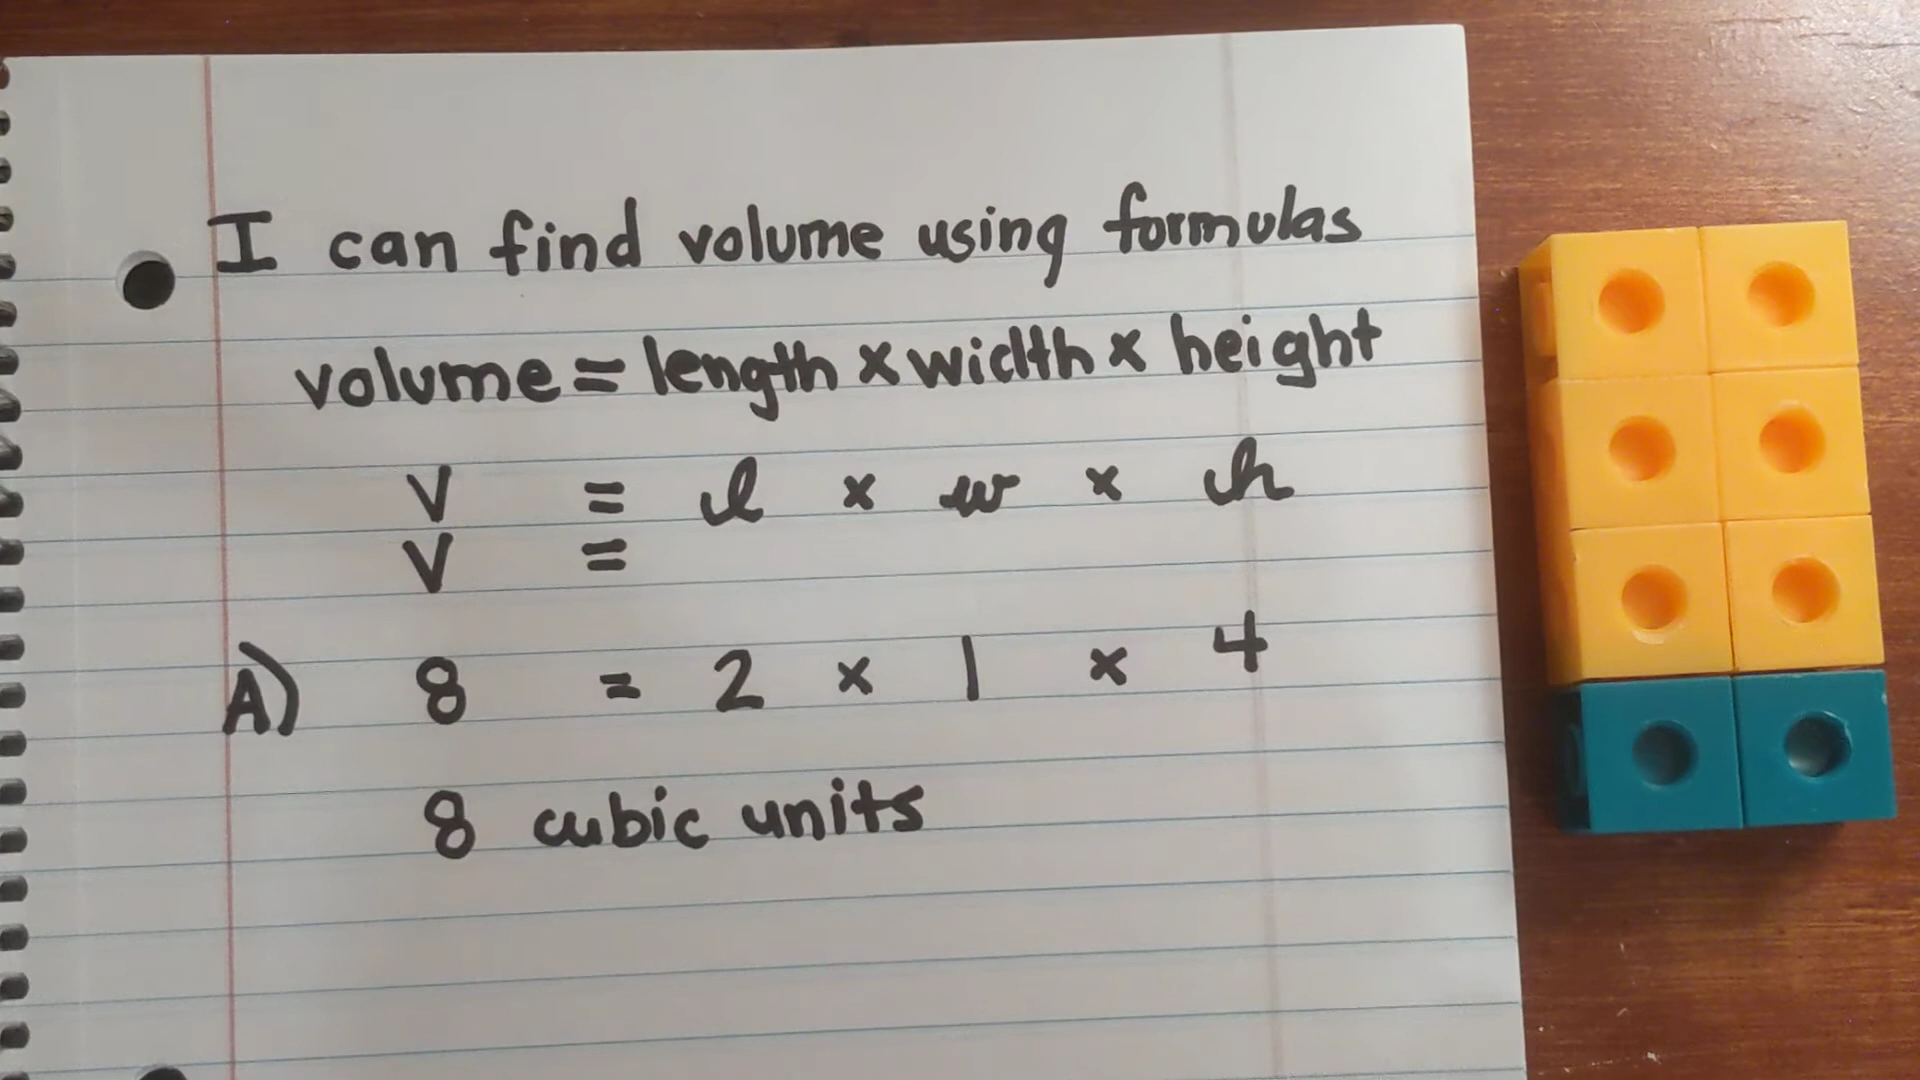 I can find volume using formulas
volume = length x width x height
V = l x w x h
V =
A) 8 = 2 x 1 x 4
8 cubic units